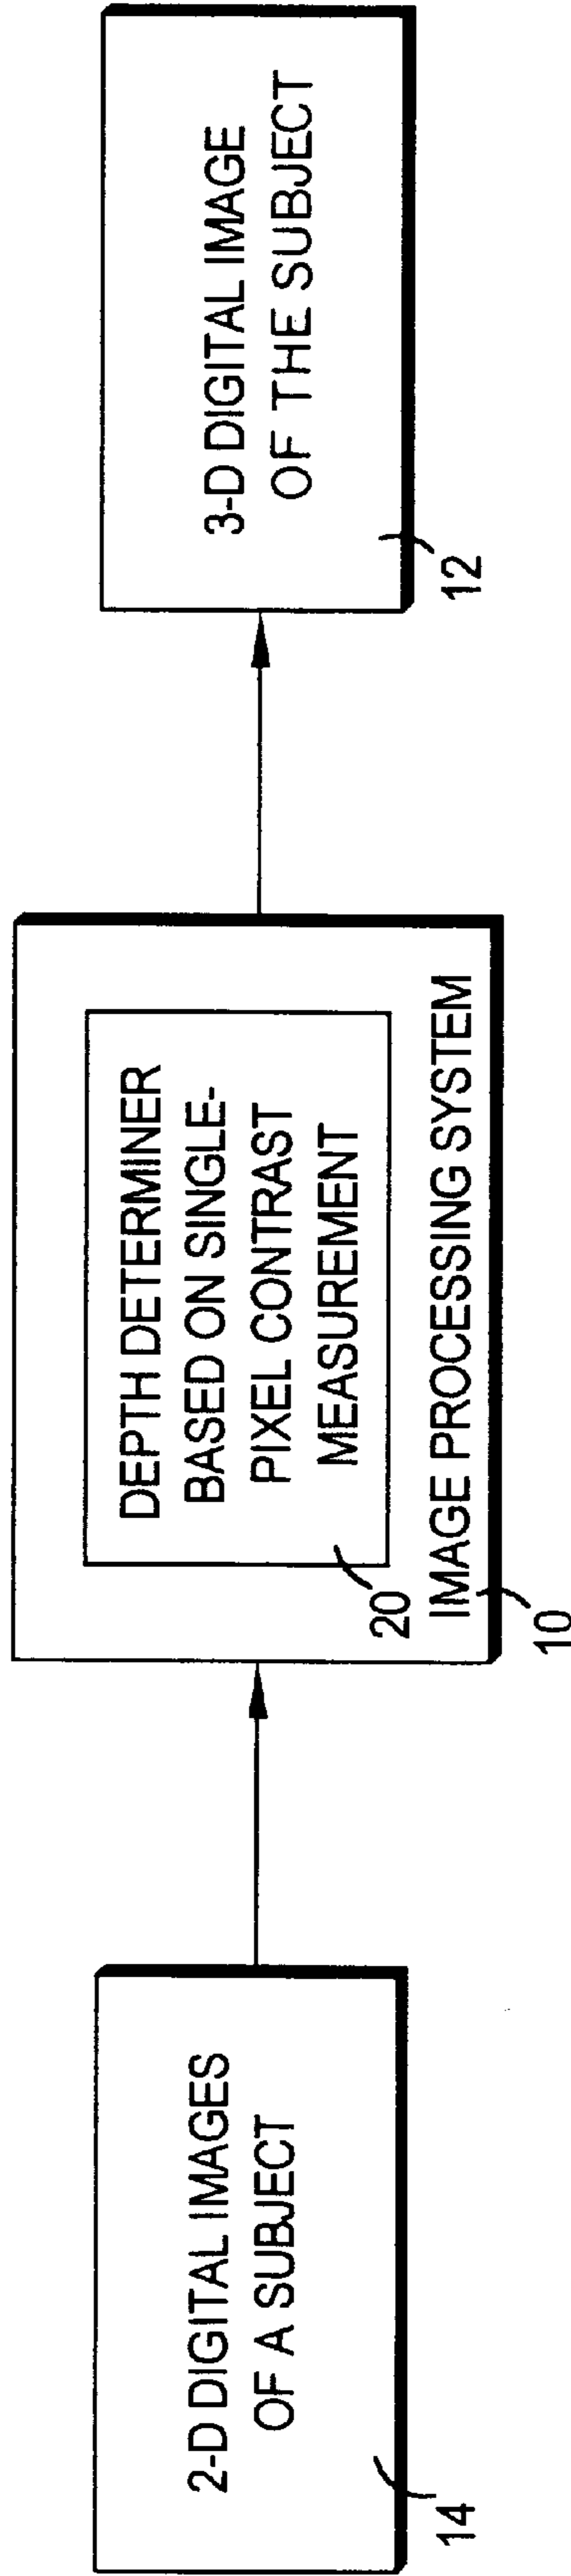 2-D DIGITAL IMAGES
OF A SUBJECT
14
DEPTH DETERMINER
BASED ON SINGLE-
PIXEL CONTRAST
MEASUREMENT
20
IMAGE PROCESSING SYSTEM
10
3-D DIGITAL IMAGE
OF THE SUBJECT
12